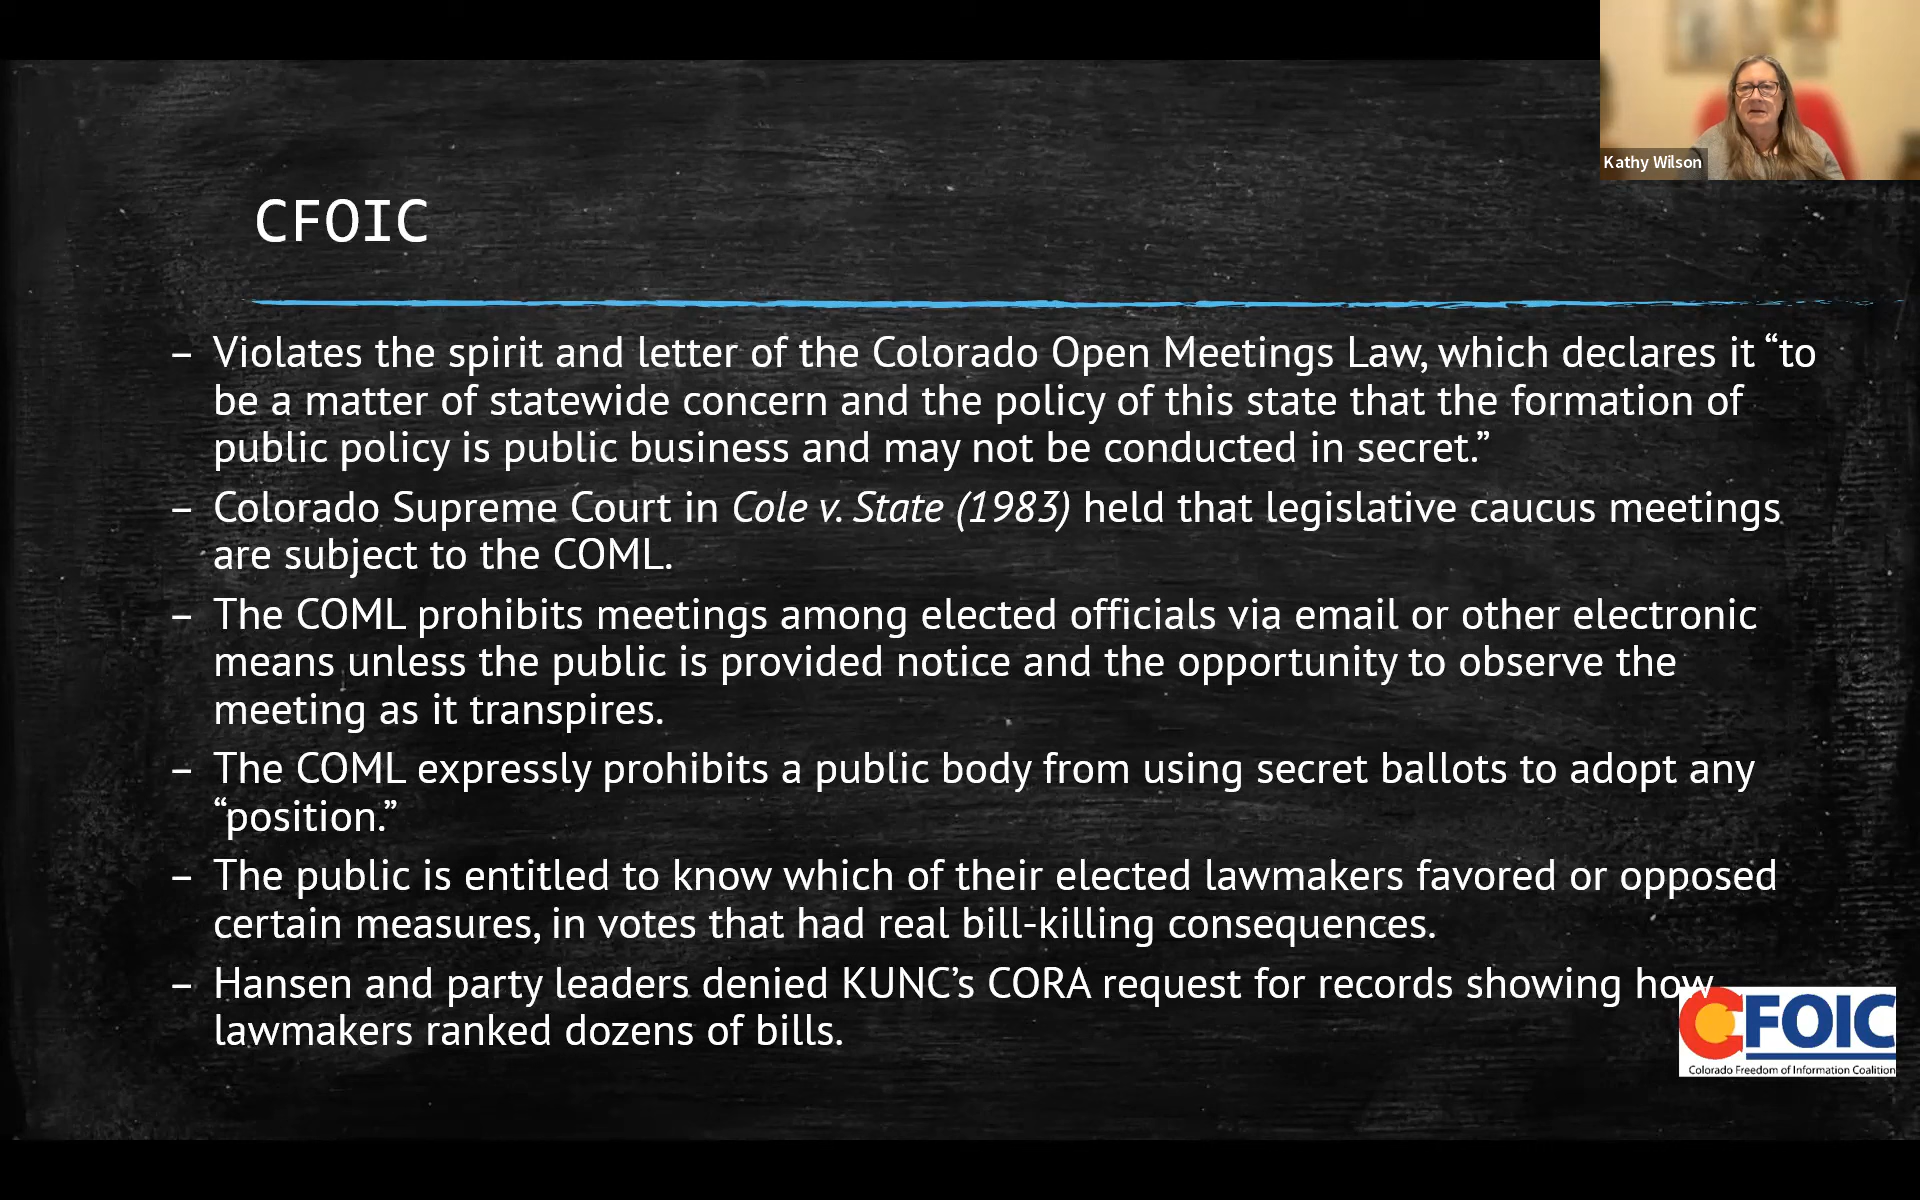 Kathy Wilson
CFOIC
– Violates the spirit and letter of the Colorado Open Meetings Law, which declares it “to
be a matter of statewide concern and the policy of this state that the formation of
public policy is public business and may not be conducted in secret.”
– Colorado Supreme Court in Cole v. State (1983) held that legislative caucus meetings
are subject to the COML.
– The COML prohibits meetings among elected officials via email or other electronic
means unless the public is provided notice and the opportunity to observe the
meeting as it transpires.
– The COML expressly prohibits a public body from using secret ballots to adopt any
“position.”
– The public is entitled to know which of their elected lawmakers favored or opposed
certain measures, in votes that had real bill-killing consequences.
– Hansen and party leaders denied KUNC’s CORA request for records showing how
lawmakers ranked dozens of bills.
CFOIC
Colorado Freedom of Information Coalition